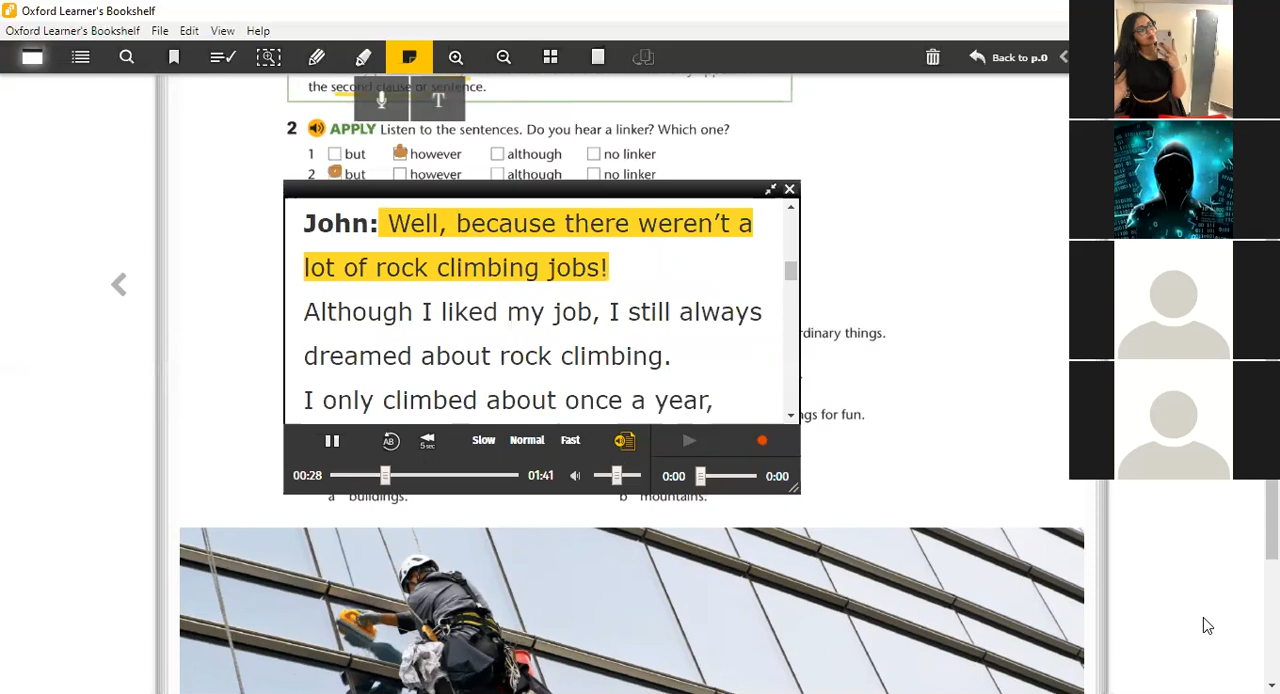 Oxford Learner's Bookshelf
Oxford Learner's Bookshelf File Edit View Help
Back to p.0
the second clause or sentence.
T
2 APPLY Listen to the sentences. Do you hear a linker? Which one?
1 but however although no linker
2 but however although no linker
John: Well, because there weren't a
lot of rock climbing jobs!
Although I liked my job, I still always
dreamed about rock climbing.
I only climbed about once a year,
rdinary things.
ngs for fun.
AB 5 sec Slow Normal Fast
00:28 01:41 0:00 0:00
a buildings. b mountains.